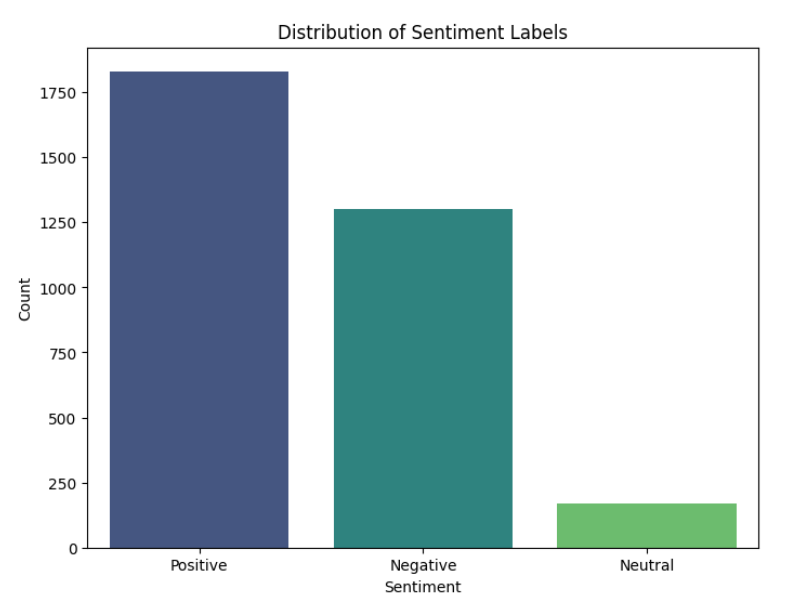 Distribution of Sentiment Labels
1750
1500
1250
1000
750
500
250
0
Count
Positive
Negative
Neutral
Sentiment